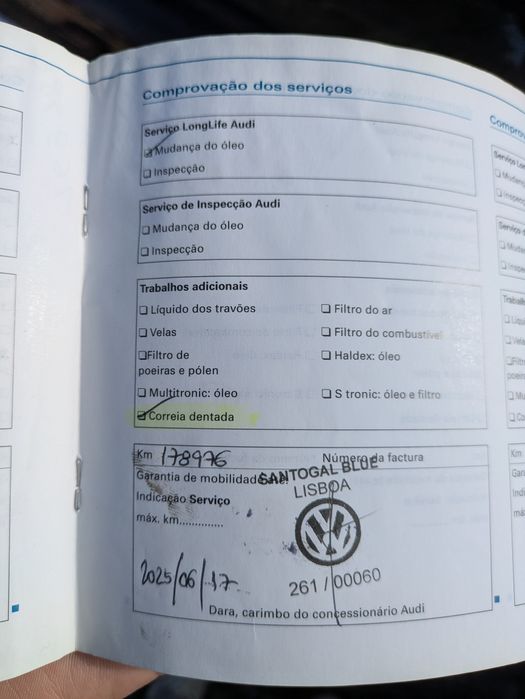 Comprovação dos serviços
Serviço LongLife Audi
Mudança do óleo
Inspecção
Serviço de Inspecção Audi
Mudança do óleo
Inspecção
Trabalhos adicionais
Líquido dos travões
Filtro do ar
Velas
Filtro do combustível
Filtro de
poeiras e pólen
Haldex: óleo
Multitronic: óleo
S tronic: óleo e filtro
Correia dentada
Km 178976
Número da factura
Garantia de mobilidade
SANTOGAL BLUE
LISBOA
Indicação Serviço
máx. km.............
261 / 00060
2025/06/17
Dara, carimbo do concessionário Audi